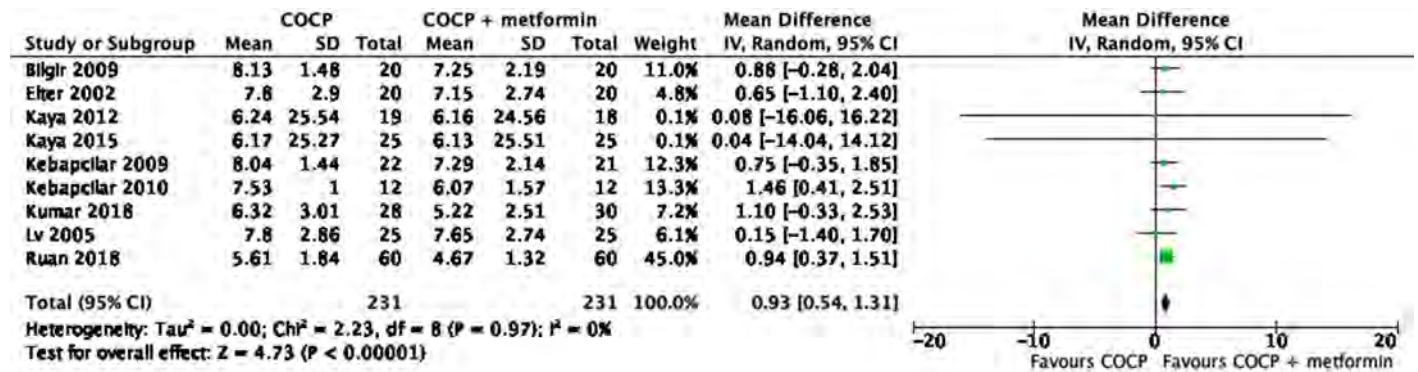 COCP COCP + metformin Mean Difference Mean Difference
Study or Subgroup Mean SD Total Mean SD Total Weight IV, Random, 95% CI IV, Random, 95% CI
Bilgir 2009 8.13 1.48 20 7.25 2.19 20 11.0% 0.88 [-0.28, 2.04]
Elter 2002 7.8 2.9 20 7.15 2.74 20 4.8% 0.65 [-1.10, 2.40]
Kaya 2012 6.24 25.54 19 6.16 24.56 18 0.1% 0.08 [-16.06, 16.22]
Kaya 2015 6.17 25.27 25 6.13 25.51 25 0.1% 0.04 [-14.04, 14.12]
Kebapcilar 2009 8.04 1.44 22 7.29 2.14 21 12.3% 0.75 [-0.35, 1.85]
Kebapcilar 2010 7.53 1 12 6.07 1.57 12 13.3% 1.46 [0.41, 2.51]
Kumar 2018 6.32 3.01 28 5.22 2.51 30 7.2% 1.10 [-0.33, 2.53]
Lv 2005 7.8 2.86 25 7.65 2.74 25 6.1% 0.15 [-1.40, 1.70]
Ruan 2018 5.61 1.84 60 4.67 1.32 60 45.0% 0.94 [0.37, 1.51]
Total (95% CI) 231 231 100.0% 0.93 [0.54, 1.31]
Heterogeneity: Tau² = 0.00; Chi² = 2.23, df = 8 (P = 0.97); I² = 0%
Test for overall effect: Z = 4.73 (P < 0.00001)
-20 -10 0 10 20
Favours COCP Favours COCP + metformin